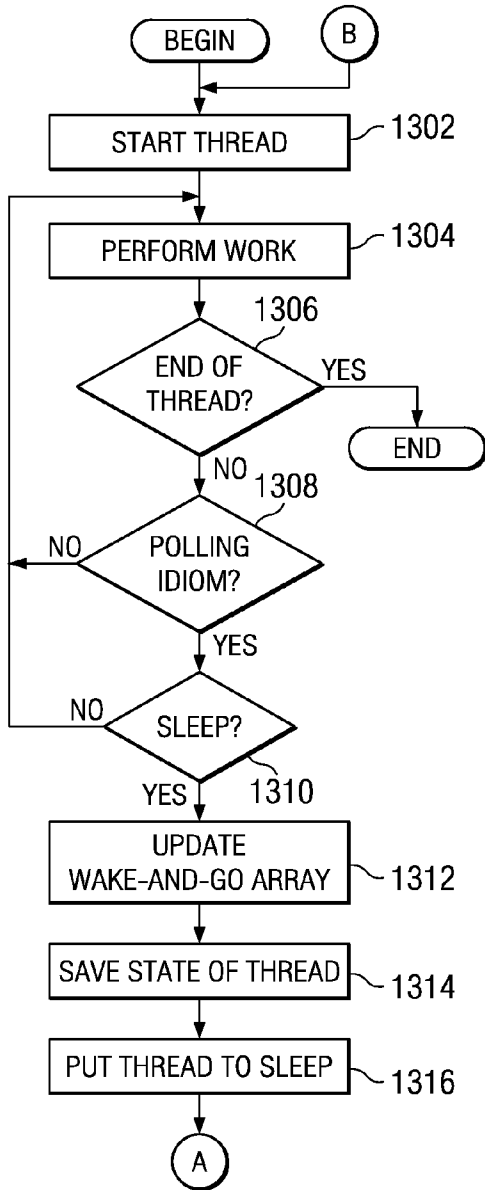 BEGIN
B
START THREAD
1302
PERFORM WORK
1304
1306
END OF
THREAD?
YES
END
NO
1308
POLLING
IDIOM?
NO
YES
SLEEP?
NO
1310
YES
UPDATE
WAKE-AND-GO ARRAY
1312
SAVE STATE OF THREAD
1314
PUT THREAD TO SLEEP
1316
A